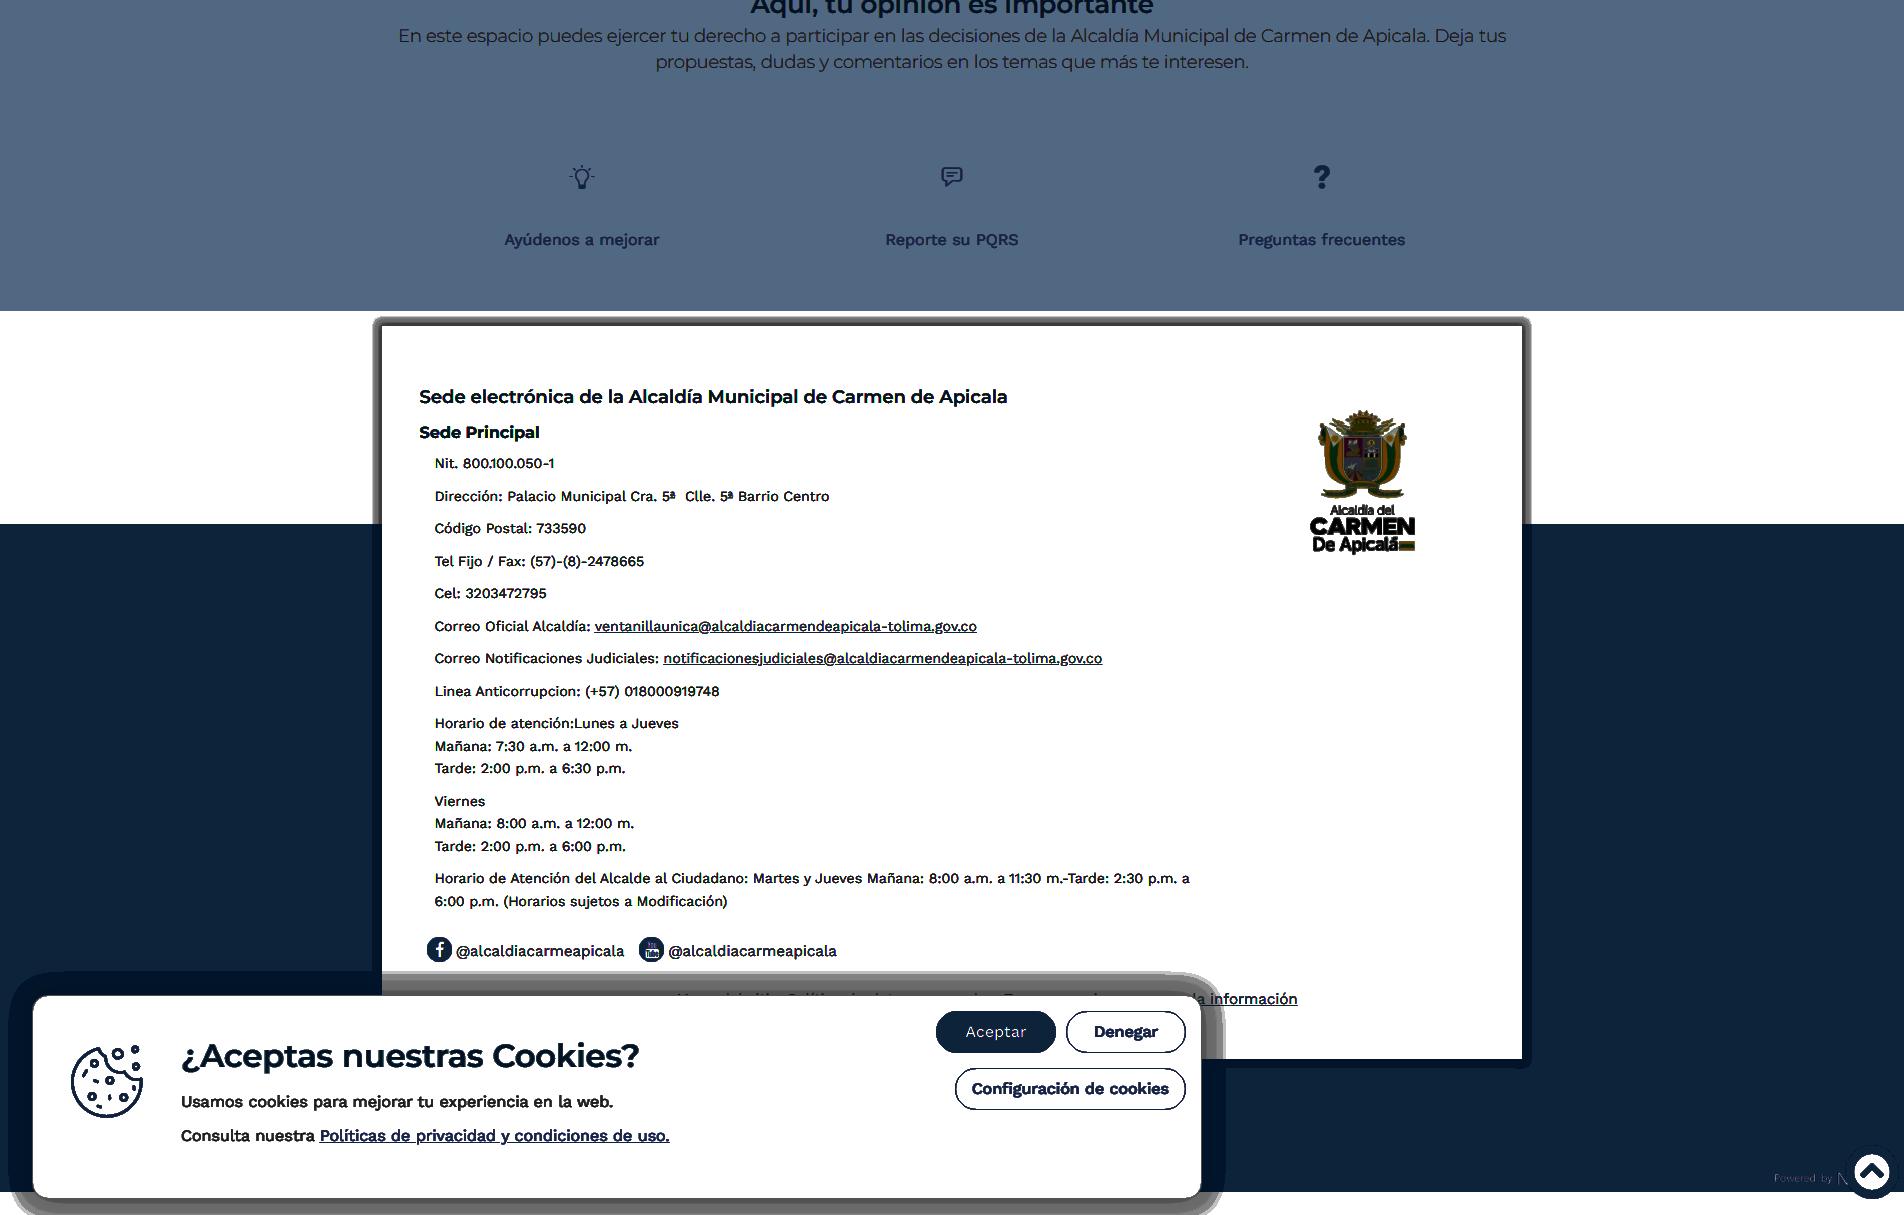 Aquí, tu opinión es importante
En este espacio puedes ejercer tu derecho a participar en las decisiones de la Alcaldía Municipal de Carmen de Apicala. Deja tus
propuestas, dudas y comentarios en los temas que más te interesen.
Ayúdenos a mejorar
Reporte su PQRS
Preguntas frecuentes
Sede electrónica de la Alcaldía Municipal de Carmen de Apicala
Sede Principal
Nit. 800.100.050-1
Dirección: Palacio Municipal Cra. 5ª  Clle. 5ª Barrio Centro
Código Postal: 733590
Tel Fijo / Fax: (57)-(8)-2478665
Cel: 3203472795
Correo Oficial Alcaldía: ventanillaunica@alcaldiacarmendeapicala-tolima.gov.co
Correo Notificaciones Judiciales: notificacionesjudiciales@alcaldiacarmendeapicala-tolima.gov.co
Linea Anticorrupcion: (+57) 018000919748
Horario de atención:Lunes a Jueves
Mañana: 7:30 a.m. a 12:00 m.
Tarde: 2:00 p.m. a 6:30 p.m.
Viernes
Mañana: 8:00 a.m. a 12:00 m.
Tarde: 2:00 p.m. a 6:00 p.m.
Horario de Atención del Alcalde al Ciudadano: Martes y Jueves Mañana: 8:00 a.m. a 11:30 m.-Tarde: 2:30 p.m. a
6:00 p.m. (Horarios sujetos a Modificación)
Alcaldía del
CARMEN
De Apicalá
@alcaldiacarmeapicala
You Tube @alcaldiacarmeapicala
la información
¿Aceptas nuestras Cookies?
Usamos cookies para mejorar tu experiencia en la web.
Consulta nuestra Políticas de privacidad y condiciones de uso.
Aceptar
Denegar
Configuración de cookies
Powered by